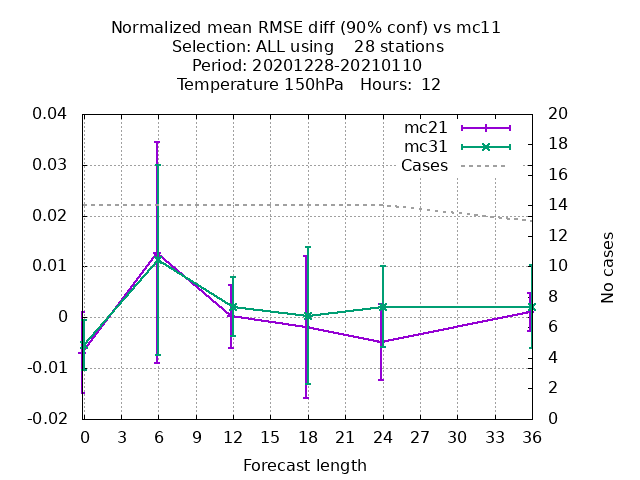 Normalized mean RMSE diff (90% conf) vs mc11
Selection: ALL using    28 stations
Period: 20201228-20210110
Temperature 150hPa   Hours:  12
0.04
0.03
0.02
0.01
0
-0.01
-0.02
20
18
16
14
12
10
8
6
4
2
0
mc21
mc31
Cases
No cases
0 3 6 9 12 15 18 21 24 27 30 33 36
Forecast length